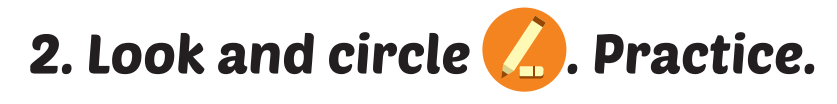 2. Look and circle . Practice.